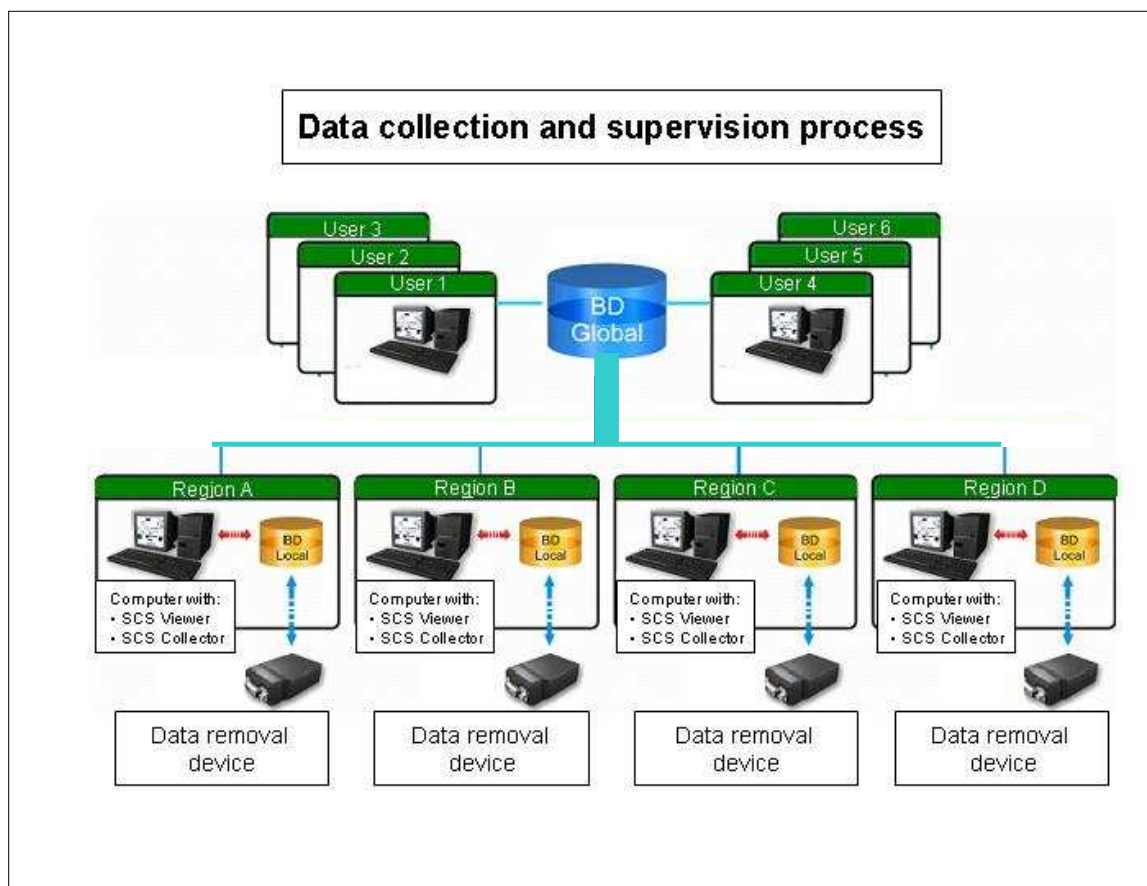 Data collection and supervision process
User 3
User 2
User 1
User 6
User 5
User 4
BD
Global
Region A
BD
Local
Computer with:
• SCS Viewer
• SCS Collector
Data removal
device
Region B
BD
Local
Computer with:
• SCS Viewer
• SCS Collector
Data removal
device
Region C
BD
Local
Computer with:
• SCS Viewer
• SCS Collector
Data removal
device
Region D
BD
Local
Computer with:
• SCS Viewer
• SCS Collector
Data removal
device